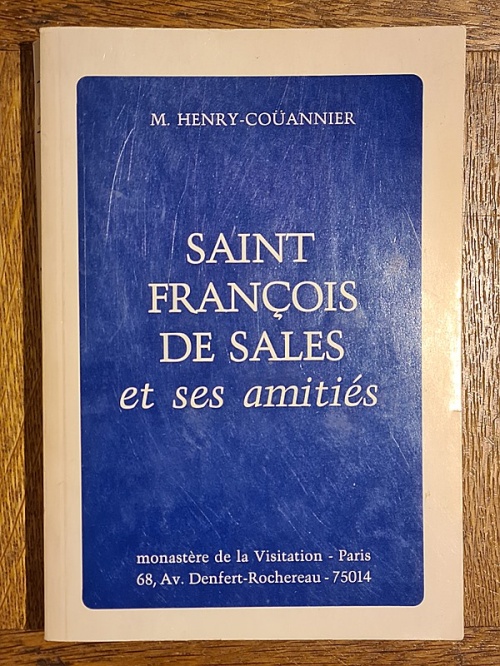 M. HENRY-COÜANNIER
SAINT
FRANÇOIS
DE SALES
et ses amitiés
monastère de la Visitation - Paris
68, Av. Denfert-Rochereau - 75014